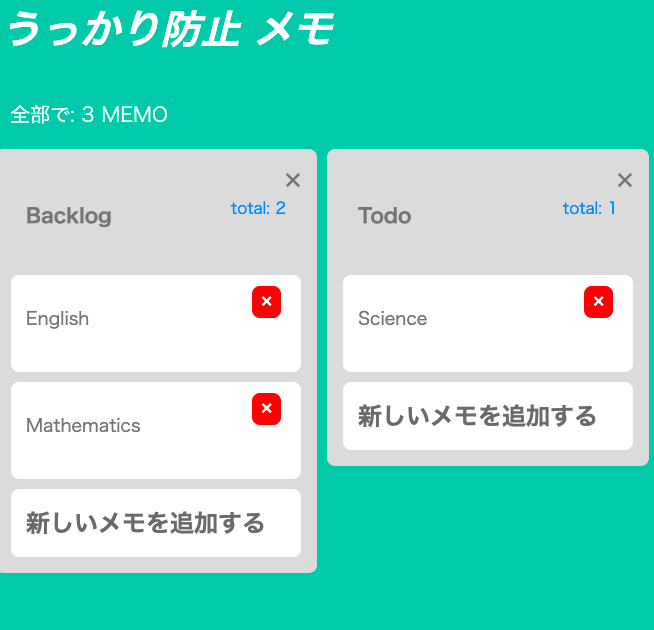 うっかり防止 メモ
全部で: 3 MEMO
×
Backlog
total: 2
×
English
×
Mathematics
新しいメモを追加する
×
Todo
total: 1
×
Science
新しいメモを追加する